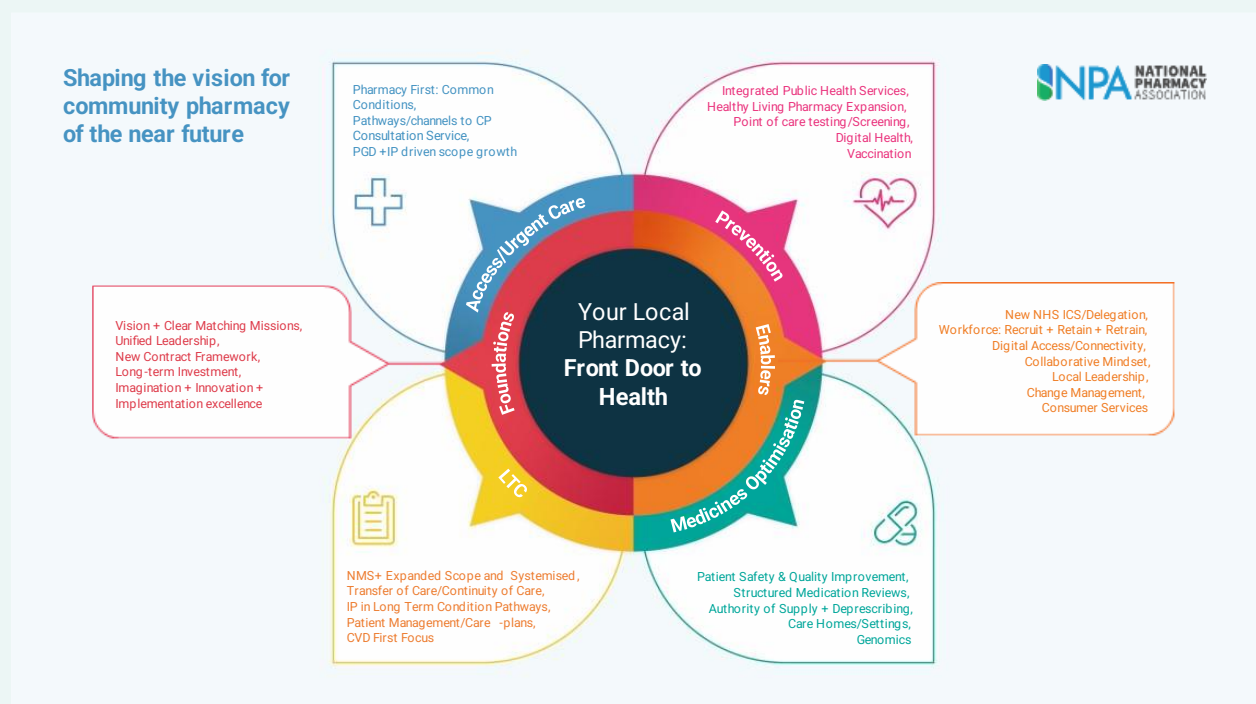 Shaping the vision for
community pharmacy
of the near future
NPA NATIONAL
PHARMACY
ASSOCIATION
Pharmacy First: Common
Conditions,
Pathways/channels to CP
Consultation Service,
PGD +IP driven scope growth
Integrated Public Health Services,
Healthy Living Pharmacy Expansion,
Point of care testing/Screening,
Digital Health,
Vaccination
Access/Urgent Care
Prevention
Vision + Clear Matching Missions,
Unified Leadership,
New Contract Framework,
Long-term Investment,
Imagination + Innovation +
Implementation excellence
Foundations
Your Local
Pharmacy:
Front Door to
Health
Enablers
New NHS ICS/Delegation,
Workforce: Recruit + Retain + Retrain,
Digital Access/Connectivity,
Collaborative Mindset,
Local Leadership,
Change Management,
Consumer Services
LTC
Medicines Optimisation
NMS+ Expanded Scope and Systemised,
Transfer of Care/Continuity of Care,
IP in Long Term Condition Pathways,
Patient Management/Care -plans,
CVD First Focus
Patient Safety & Quality Improvement,
Structured Medication Reviews,
Authority of Supply + Deprescribing,
Care Homes/Settings,
Genomics